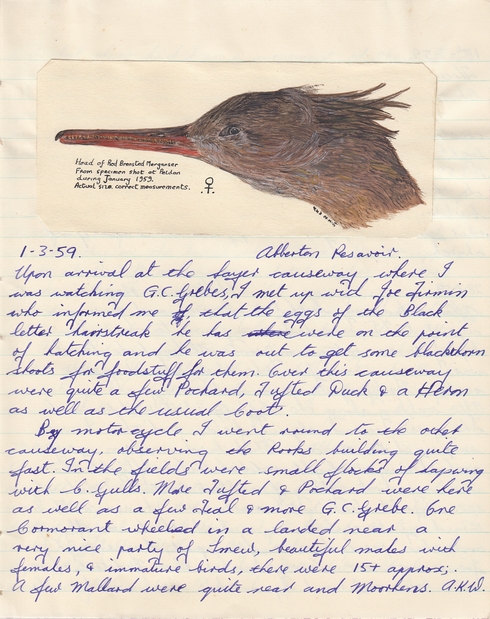 Head of Red Breasted Merganser
From specimen shot at Peldon
during January 1959.
Actual size. correct measurements. ♀
1-3-59. Abberton Resavoir
Upon arrival at the Layer causeway, where I
was watching G.C. Grebes, I met up wid Joe Firmin
who informed me that the eggs of the Black
letter hairstreak he has were on the point
of hatching and he was out to get some blackthorn
shoots for foodstuff for them. Over this causeway
were quite a few Pochard, Tufted Duck & a Heron
as well as the usual Coot.
By motor cycle I went round to the other
causeway, observing the Rooks building quite
fast. In the fields were small flocks of Lapwing
with C. Gulls. More Tufted & Pochard were here
as well as a few Teal & more G.C. Grebe. One
Cormorant wheeled in a landed near a
very nice party of Smew, beautiful males with
females, & immature birds, there were 15+ approx;.
A few Mallard were quite near and Moorhens. A.K.W.